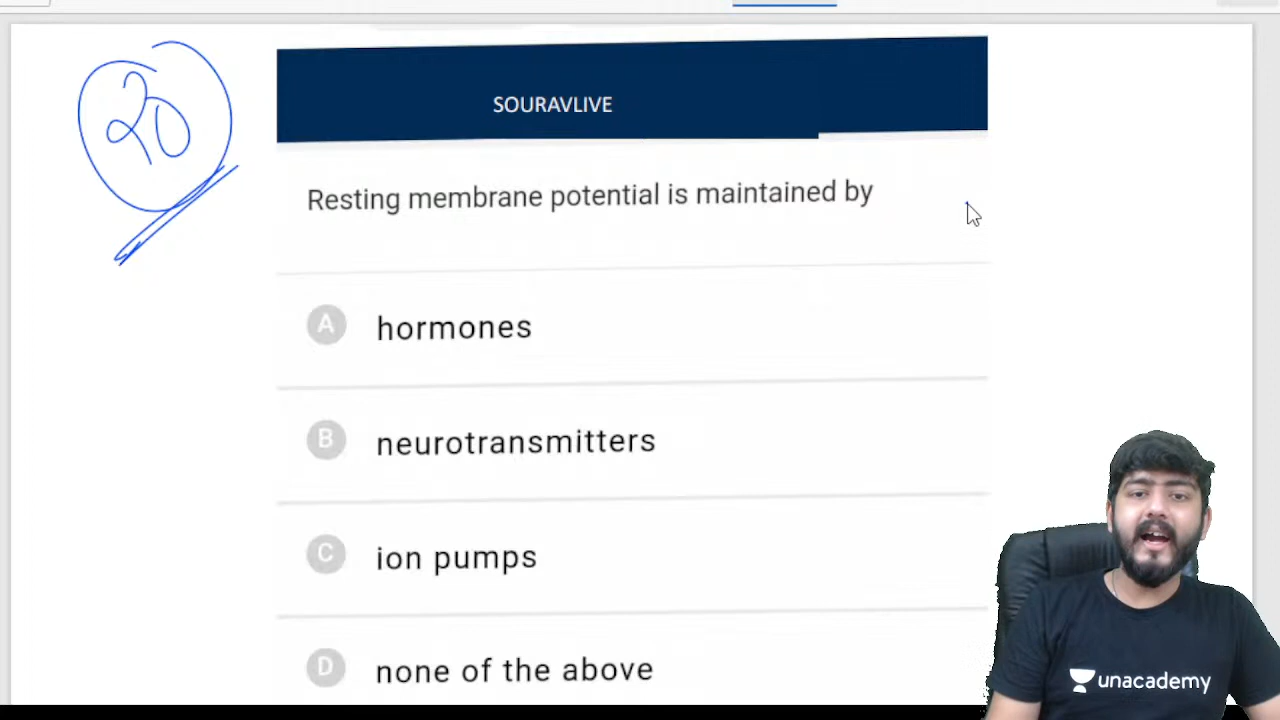 20
SOURAVLIVE
Resting membrane potential is maintained by
A hormones
B neurotransmitters
C ion pumps
D none of the above
unacademy